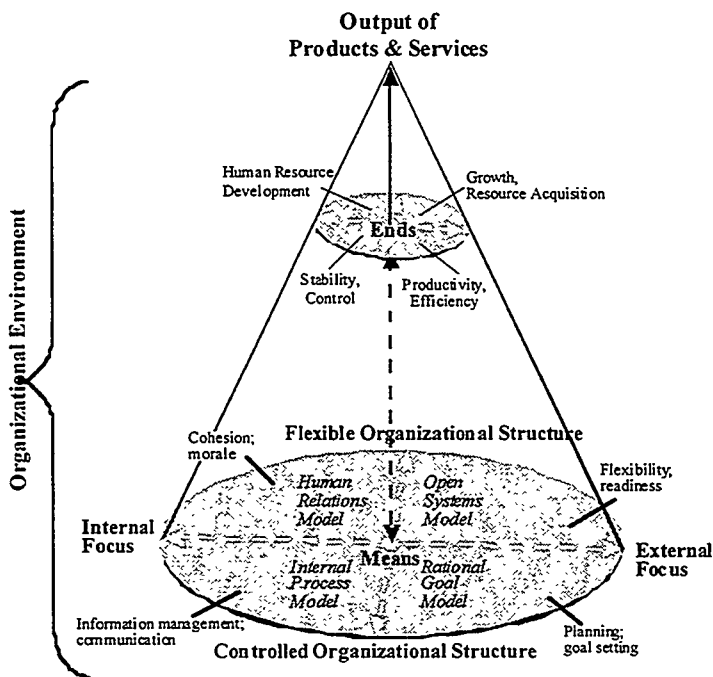 Output of
Products & Services
Human Resource
Development
Growth,
Resource Acquisition
Ends
Stability,
Control
Productivity,
Efficiency
Organizational Environment
Cohesion;
morale
Flexible Organizational Structure
Flexibility,
readiness
Human
Relations
Model
Open
Systems
Model
Internal
Focus
Means
External
Focus
Internal
Process
Model
Rational
Goal
Model
Information management;
communication
Planning;
goal setting
Controlled Organizational Structure